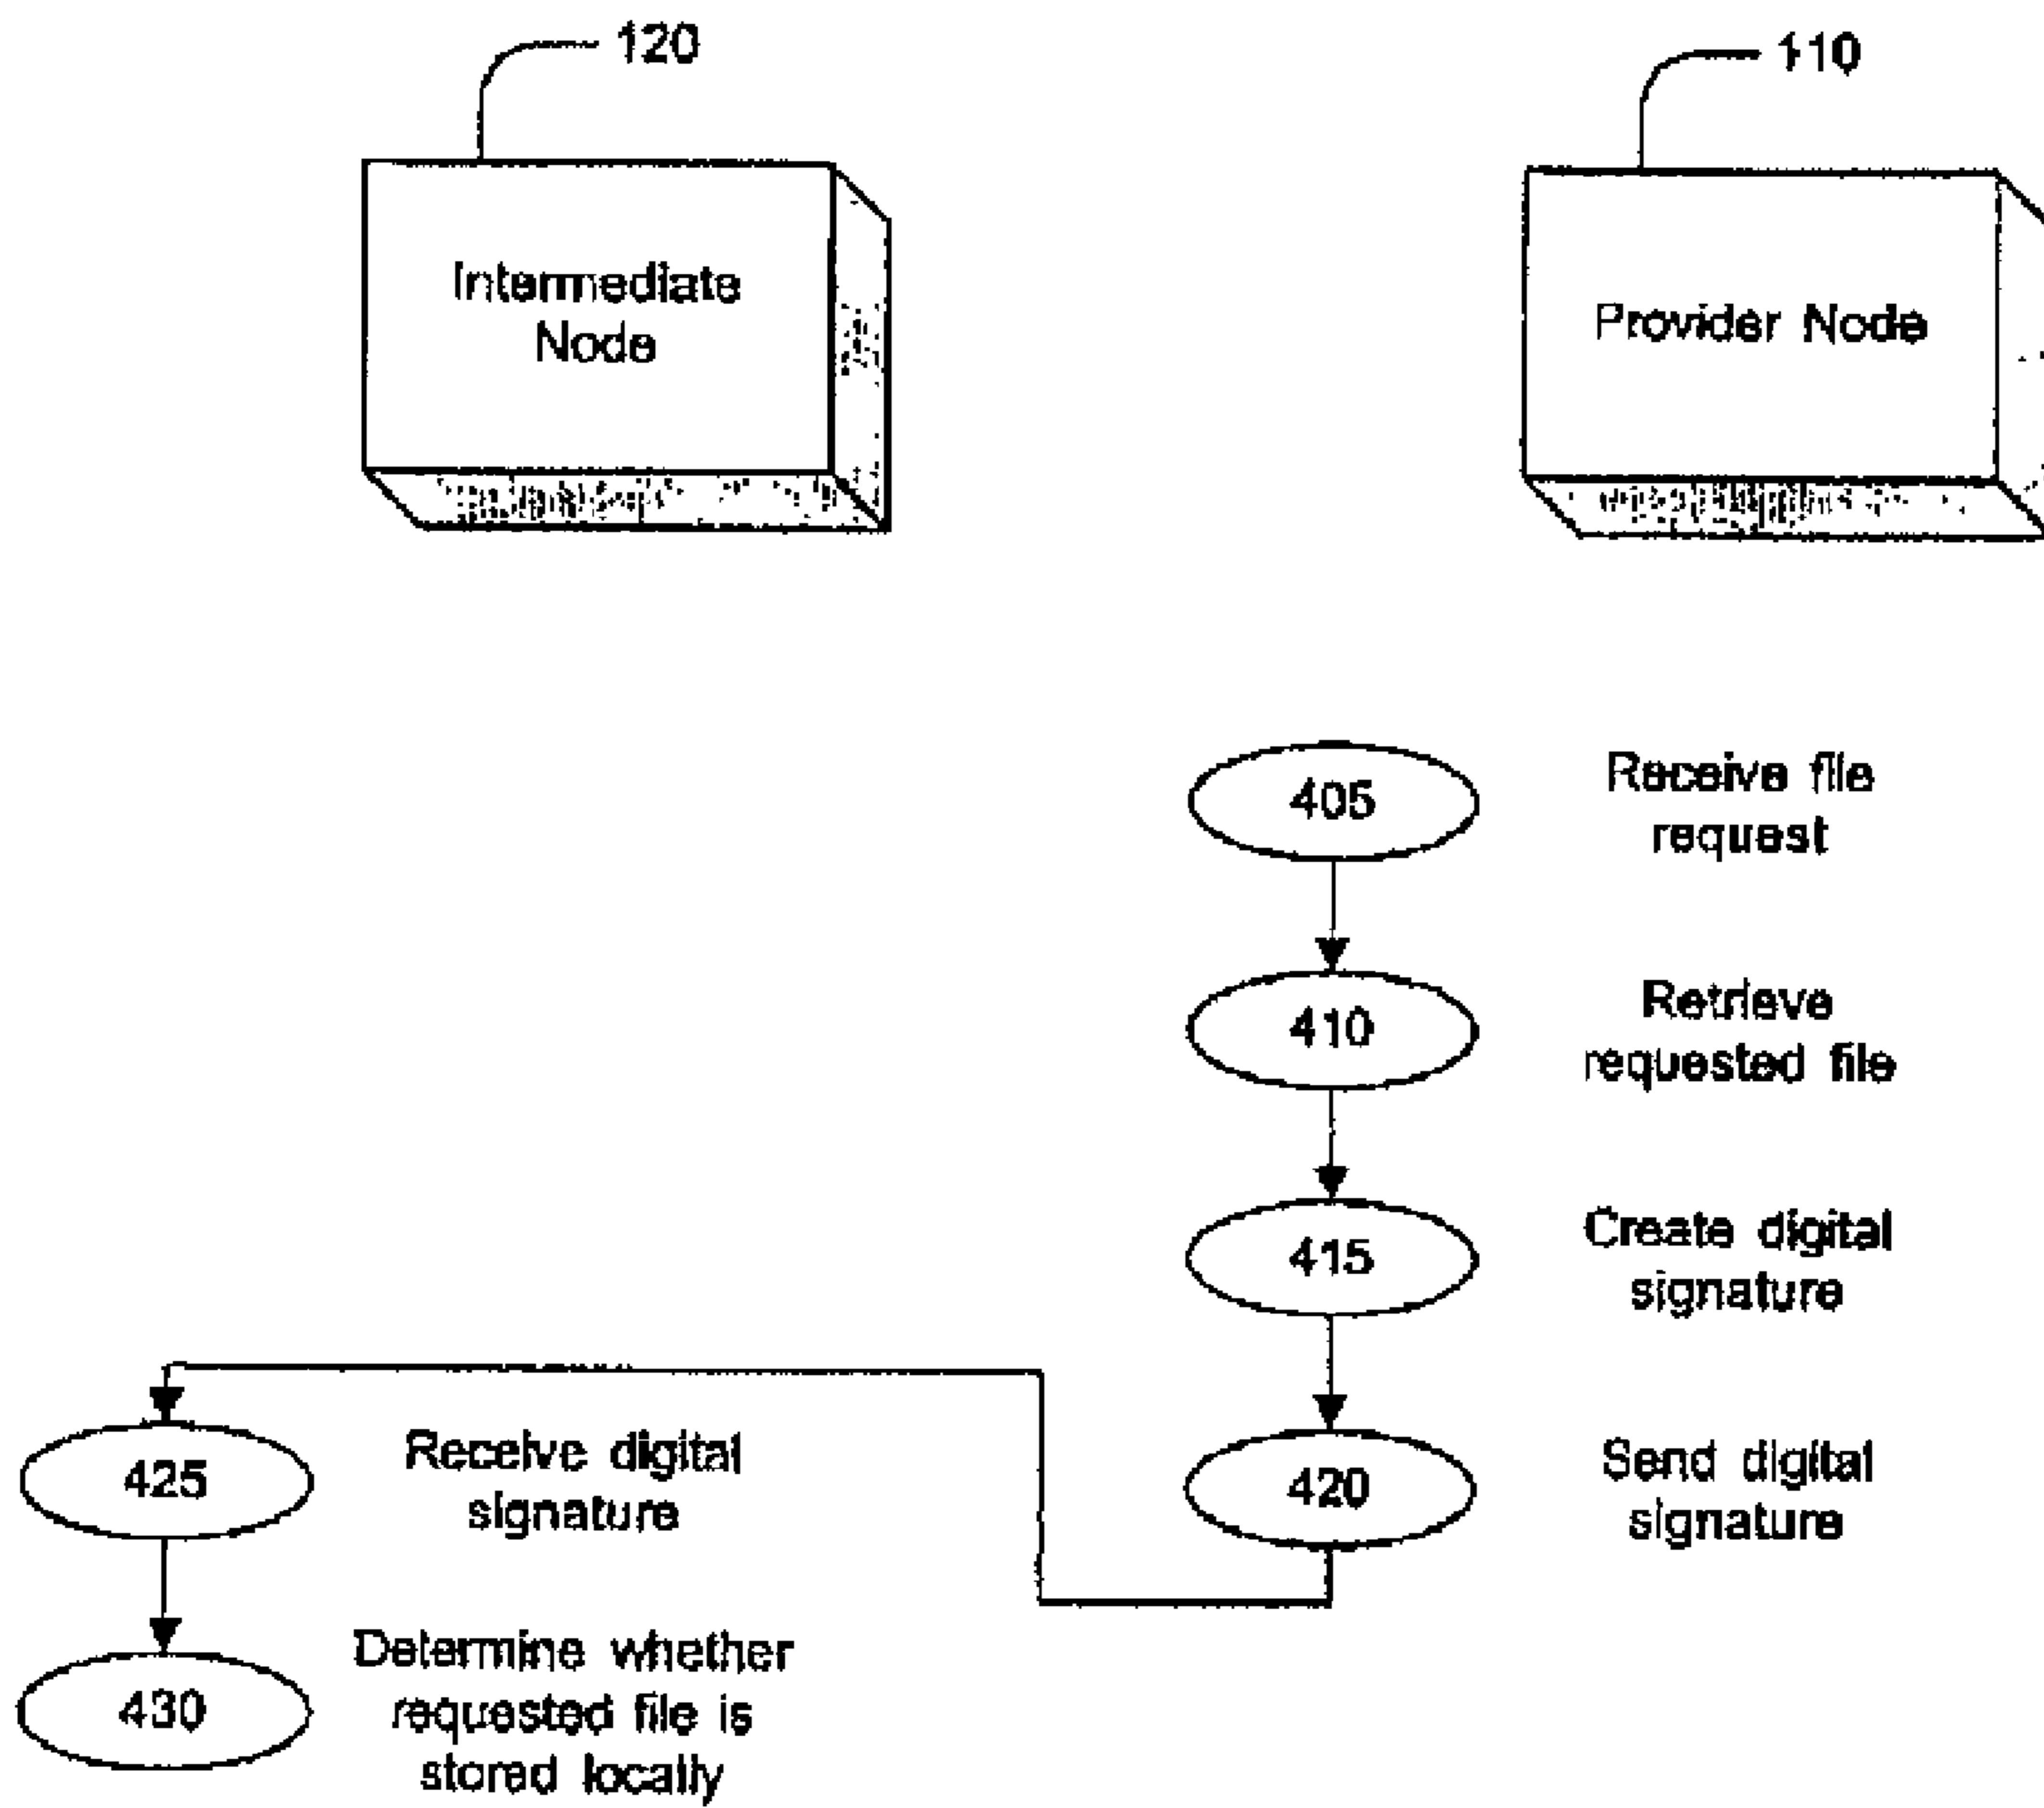 120
110
Intermediate
Node
Provider Node
405
Receive file
request
410
Retrieve
requested file
415
Create digital
signature
420
Send digital
signature
425
Receive digital
signature
430
Determine whether
requested file is
stored locally